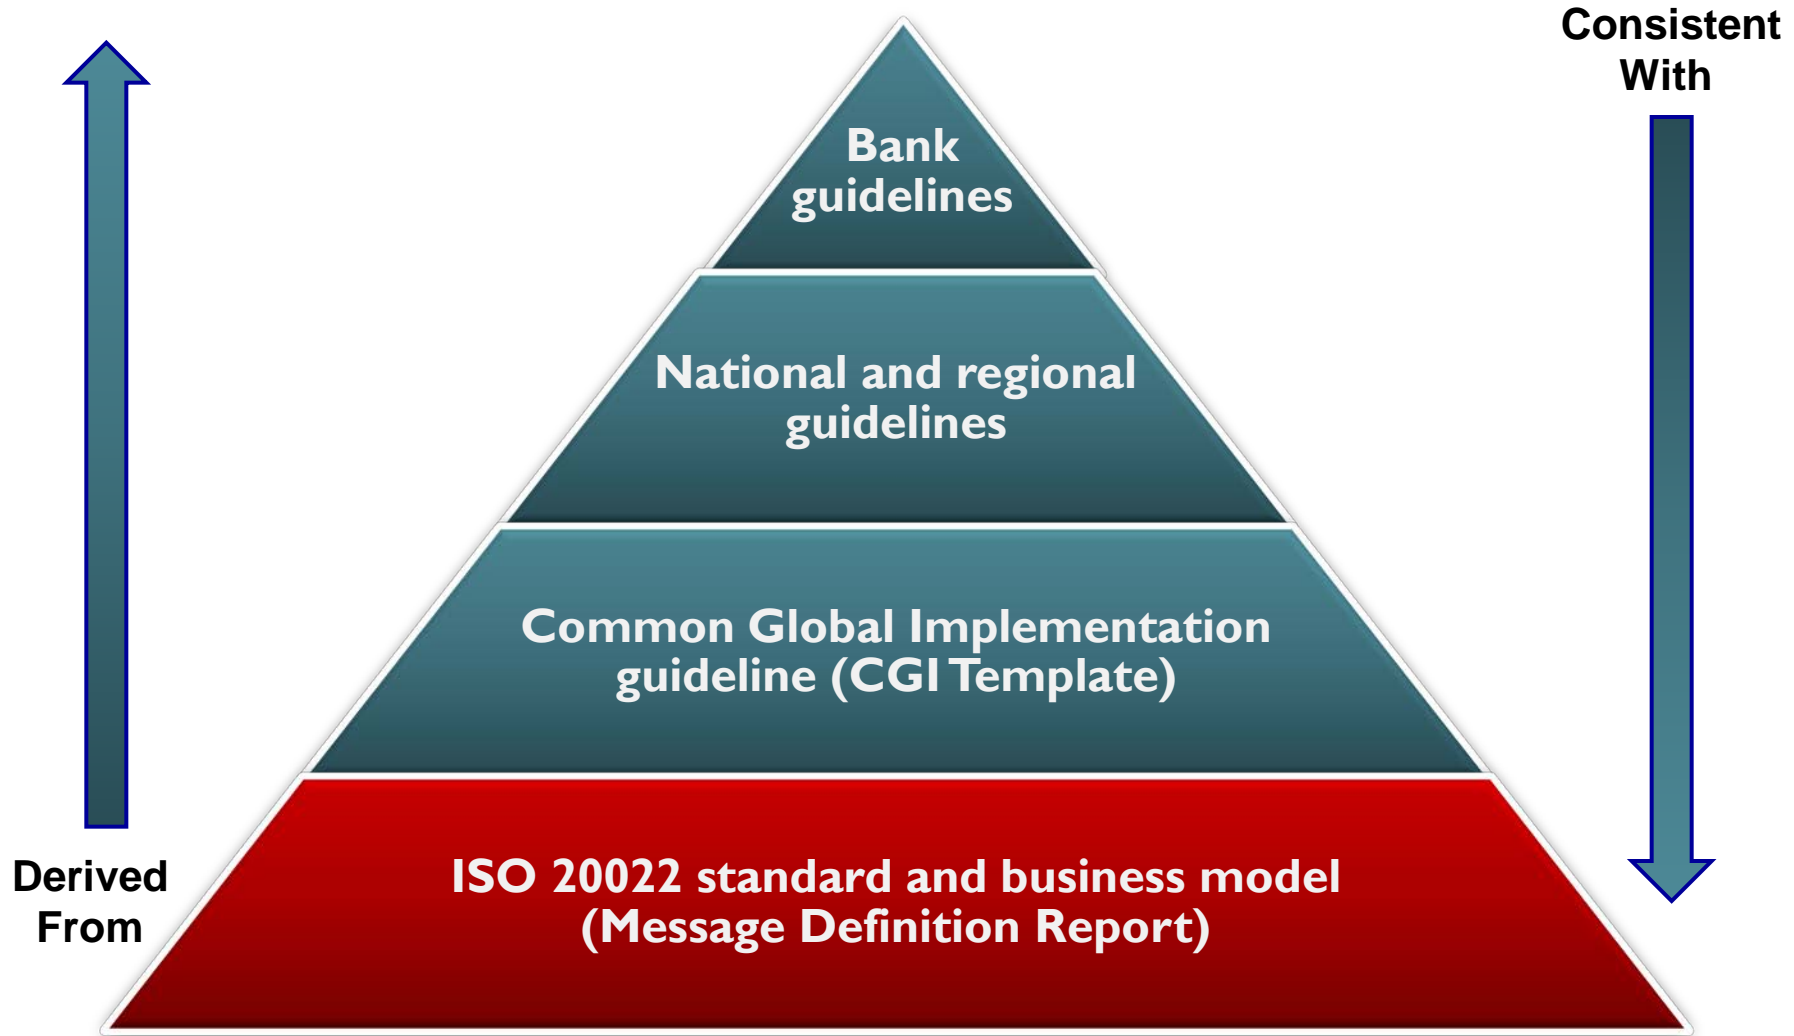 Consistent
With
Bank
guidelines
National and regional
guidelines
Common Global Implementation
guideline (CGI Template)
Derived
From
ISO 20022 standard and business model
(Message Definition Report)